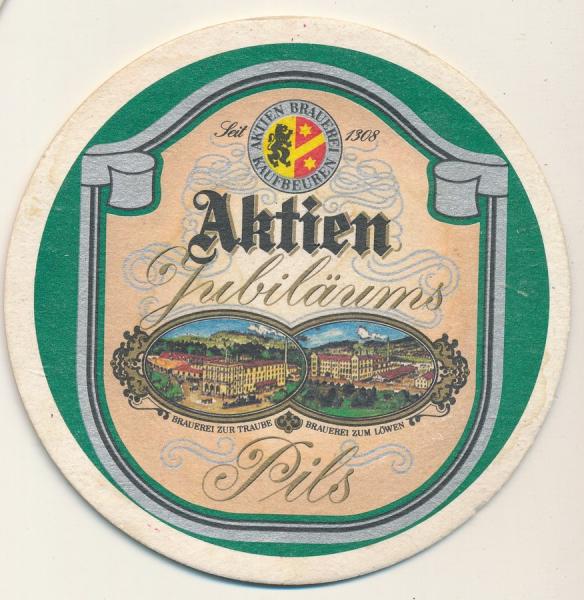 Seit 1308
AKTIEN BRAUEREI
KAUFBEUREN
Aktien
Jubiläums
BRAUEREI ZUR TRAUBE BRAUEREI ZUM LÖWEN
Pils